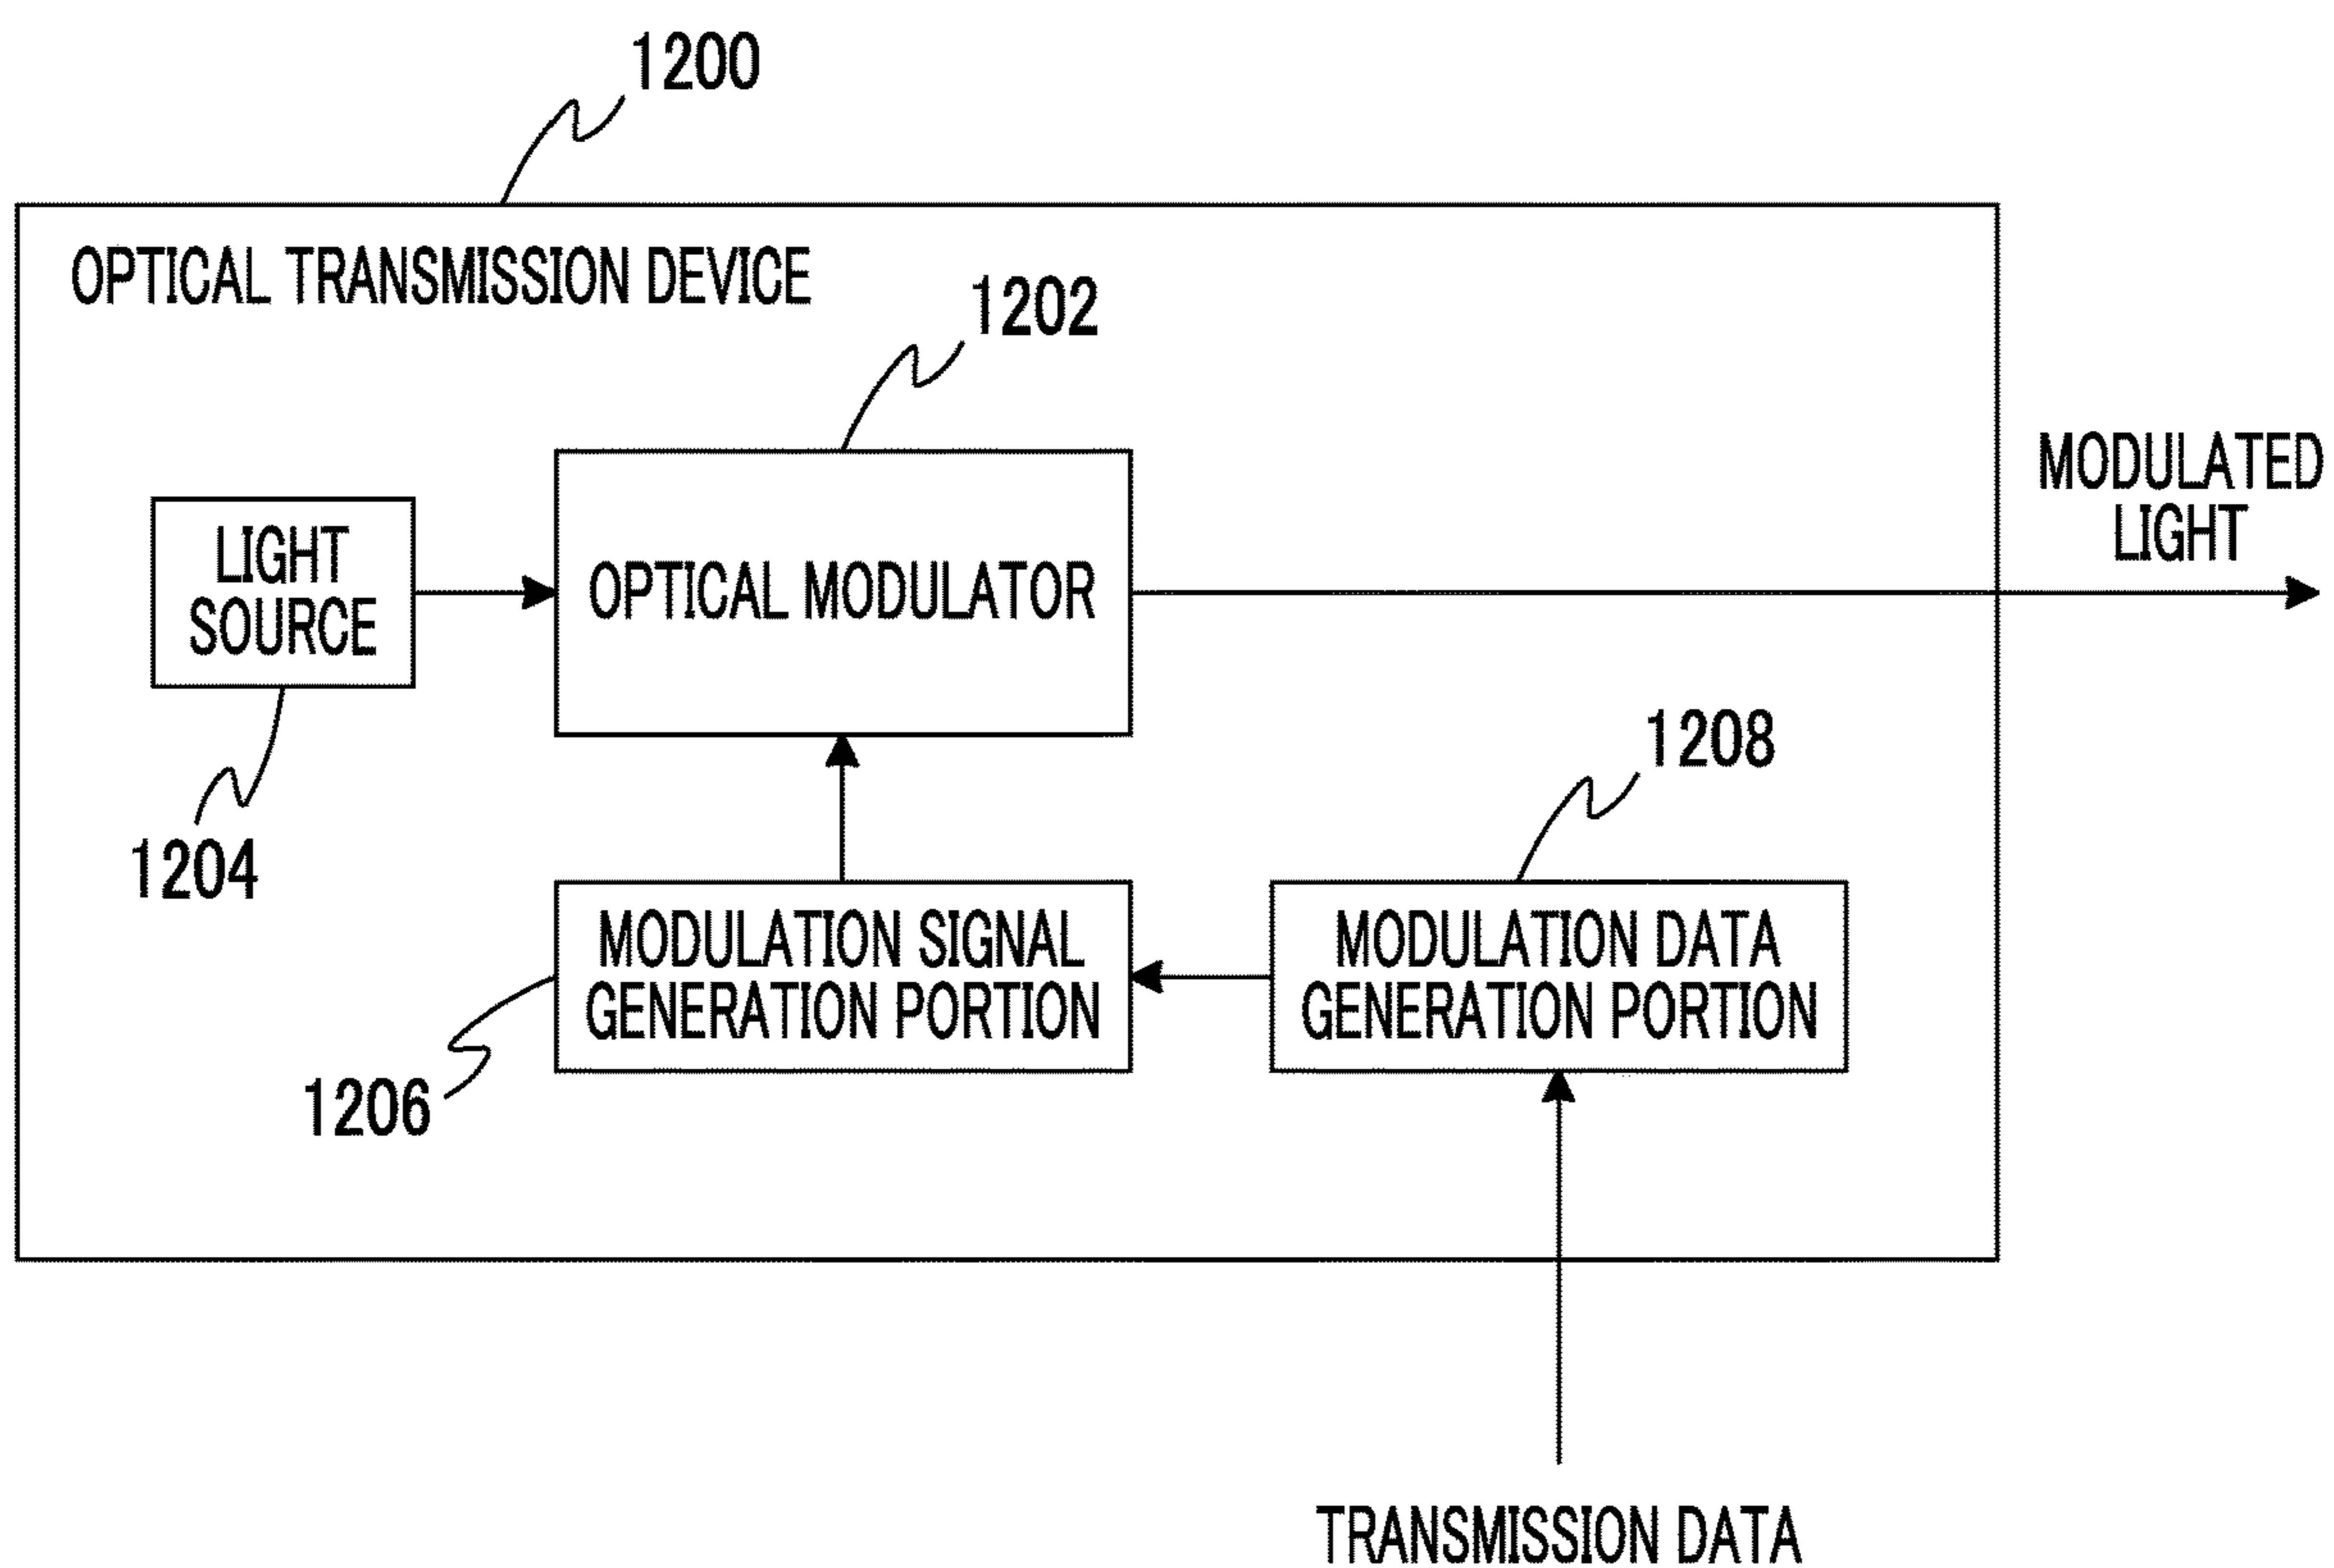 1200
OPTICAL TRANSMISSION DEVICE
1202
MODULATED
LIGHT
LIGHT
SOURCE
OPTICAL MODULATOR
1208
1204
MODULATION SIGNAL
GENERATION PORTION
MODULATION DATA
GENERATION PORTION
1206
TRANSMISSION DATA